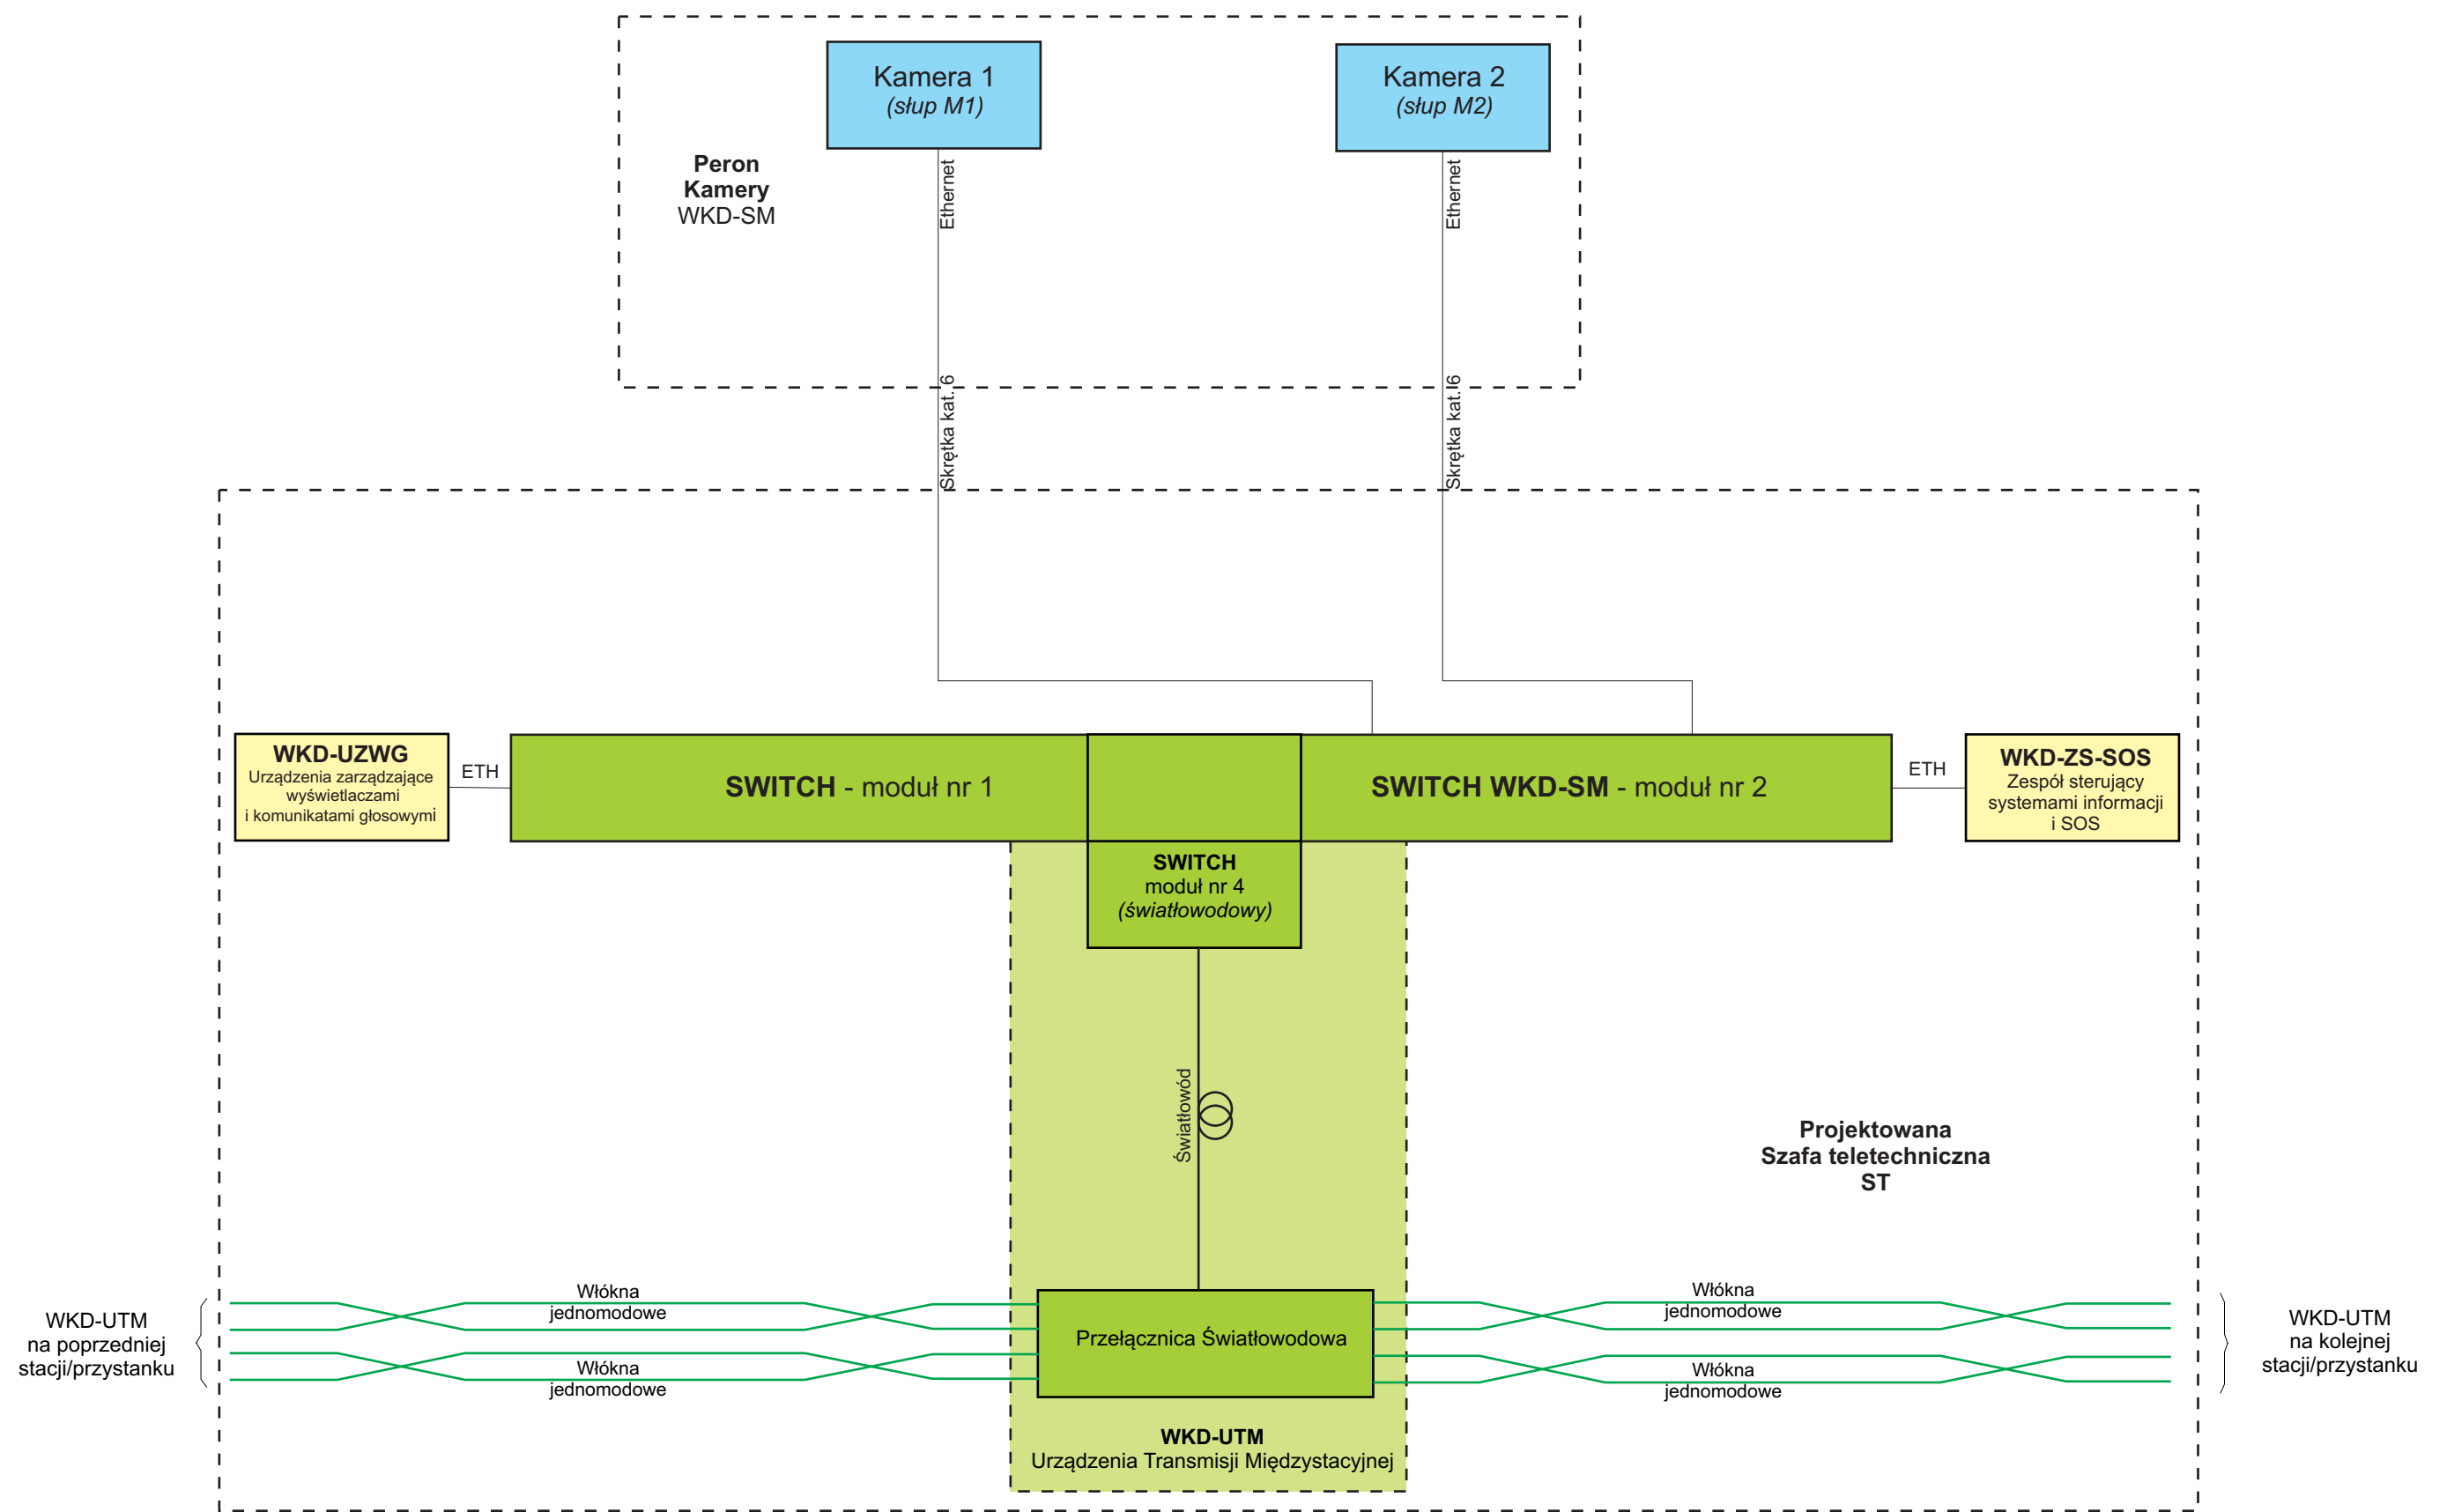 Kamera 1
(słup M1)
Kamera 2
(słup M2)
Peron
Kamery
WKD-SM
Ethernet
Ethernet
Skrętka kat. 6
Skrętka kat. 6
WKD-UZWG
Urządzenia zarządzające
wyświetlaczami
i komunikatami głosowymi
ETH
SWITCH - moduł nr 1
SWITCH WKD-SM - moduł nr 2
ETH
WKD-ZS-SOS
Zespół sterujący
systemami informacji
i SOS
SWITCH
moduł nr 4
(światłowodowy)
Światłowód
Projektowana
Szafa teletechniczna
ST
WKD-UTM
na poprzedniej
stacji/przystanku
Włókna
jednomodowe
Włókna
jednomodowe
Przełącznica Światłowodowa
Włókna
jednomodowe
Włókna
jednomodowe
WKD-UTM
na kolejnej
stacji/przystanku
WKD-UTM
Urządzenia Transmisji Międzystacyjnej